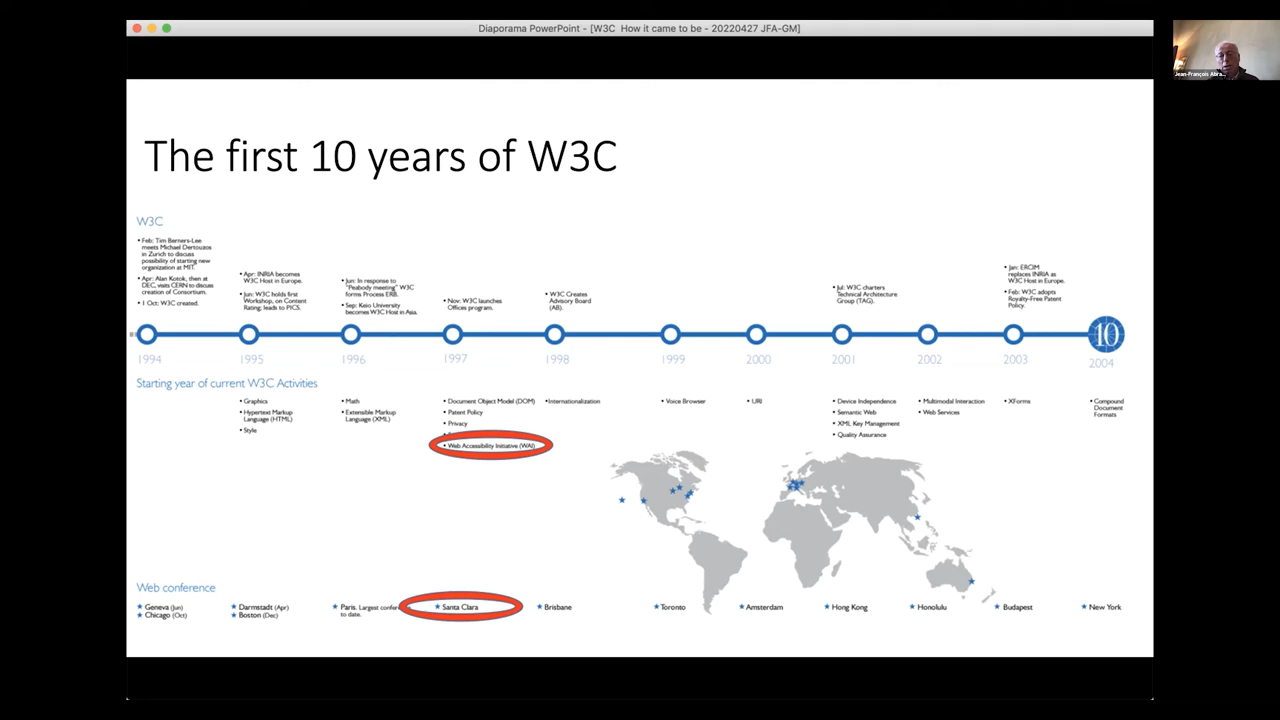 Diaporama PowerPoint - [W3C How it came to be - 20220427 JFA-GM]
Jean-François Abra...
The first 10 years of W3C
W3C
• Feb: Tim Berners-Lee
meets Michael Dertouzos
in Zurich to discuss
possibility of starting new
organization at MIT.
• Apr: Alan Kotok, then at
DEC, visits CERN to discuss
creation of Consortium.
• 1 Oct: W3C created.
• Apr: INRIA becomes
W3C Host in Europe.
• Jun: W3C holds first
Workshop, on Content
Rating; leads to PICS.
• Jun: In response to
"Peabody meeting" W3C
forms Process ERB.
• Sep: Keio University
becomes W3C Host in Asia.
• Nov: W3C launches
Offices program.
• W3C Creates
Advisory Board
(AB).
• Jul: W3C charters
Technical Architecture
Group (TAG).
• Jan: ERCIM
replaces INRIA as
W3C Host in Europe.
• Feb: W3C adopts
Royalty-Free Patent
Policy.
10
1994 1995 1996 1997 1998 1999 2000 2001 2002 2003 2004
Starting year of current W3C Activities
• Graphics
• Hypertext Markup
Language (HTML)
• Style
• Math
• Extensible Markup
Language (XML)
• Document Object Model (DOM)
• Patent Policy
• Privacy
• Web Accessibility Initiative (WAI)
• Internationalization
• Voice Browser
• URI
• Device Independence
• Semantic Web
• XML Key Management
• Quality Assurance
• Multimodal Interaction
• Web Services
• XForms
• Compound
Document
Formats
Web conference
Geneva (Jun)
Chicago (Oct)
Darmstadt (Apr)
Boston (Dec)
Paris. Largest
to date.
Santa Clara
Brisbane
Toronto
Amsterdam
Hong Kong
Honolulu
Budapest
New York